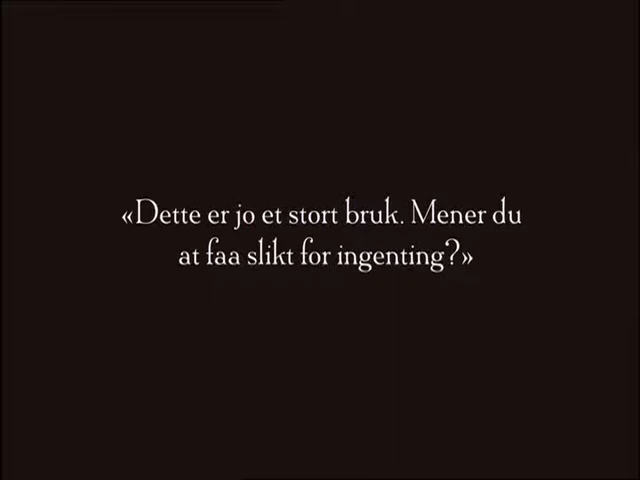 «Dette er jo et stort bruk. Mener du
at faa slikt for ingenting?»